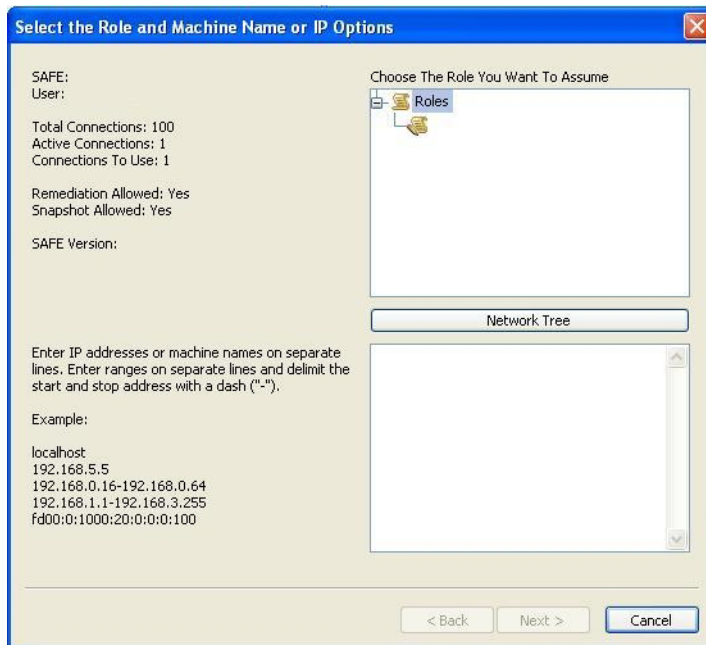 Select the Role and Machine Name or IP Options
SAFE:
User:
Total Connections: 100
Active Connections: 1
Connections To Use: 1
Remediation Allowed: Yes
Snapshot Allowed: Yes
SAFE Version:
Choose The Role You Want To Assume
Roles
Network Tree
Enter IP addresses or machine names on separate
lines. Enter ranges on separate lines and delimit the
start and stop address with a dash ("-").
Example:
localhost
192.168.5.5
192.168.0.16-192.168.0.64
192.168.1.1-192.168.3.255
fd00:0:1000:20:0:0:0:100
< Back
Next >
Cancel